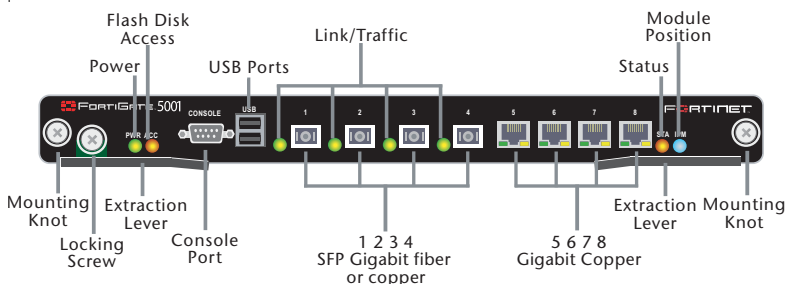 Flash Disk
Access
Link/Traffic
Module
Position
Power
USB Ports
Status
FORTIGATE 5001
CONSOLE
USB
1
2
3
4
5
6
7
8
FORTINET
PWR ACC
STA IPM
Mounting
Knot
Extraction
Lever
Locking
Screw
Console
Port
1 2 3 4
SFP Gigabit fiber
or copper
5 6 7 8
Gigabit Copper
Extraction
Lever
Mounting
Knot